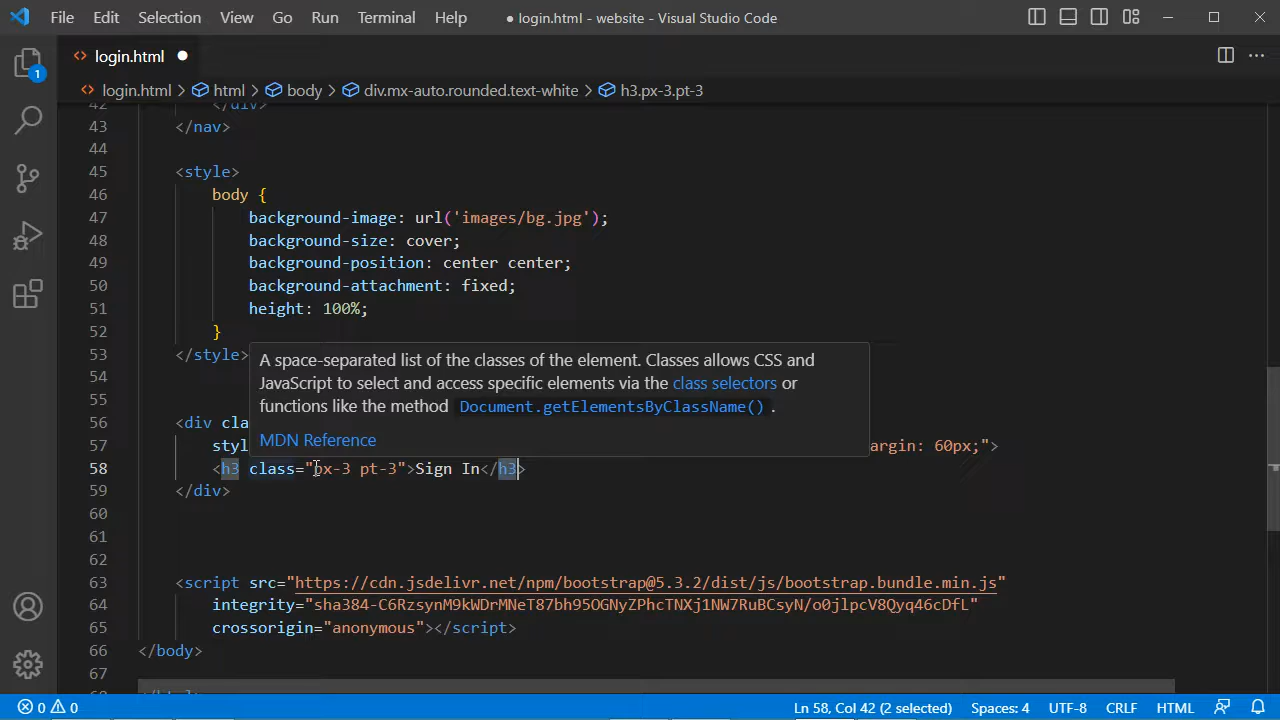 File Edit Selection View Go Run Terminal Help ● login.html - website - Visual Studio Code
login.html ●
login.html > html > body > div.mx-auto.rounded.text-white > h3.px-3.pt-3
1
42 </div>
43 </nav>
44
45 <style>
46 body {
47 background-image: url('images/bg.jpg');
48 background-size: cover;
49 background-position: center center;
50 background-attachment: fixed;
51 height: 100%;
52 }
53 </style>
54
A space-separated list of the classes of the element. Classes allows CSS and
JavaScript to select and access specific elements via the class selectors or
functions like the method Document.getElementsByClassName() .
MDN Reference
55
56 <div cla
57 styl argin: 60px;">
58 <h3 class="px-3 pt-3">Sign In</h3>
59 </div>
60
61
62
63 <script src="https://cdn.jsdelivr.net/npm/bootstrap@5.3.2/dist/js/bootstrap.bundle.min.js"
64 integrity="sha384-C6RzsynM9kWDrMNeT87bh95OGNyZPhcTNXj1NW7RuBCsyN/o0jlpcV8Qyq46cDfL"
65 crossorigin="anonymous"></script>
66 </body>
67
68 </html>
0 0 Ln 58, Col 42 (2 selected) Spaces: 4 UTF-8 CRLF HTML